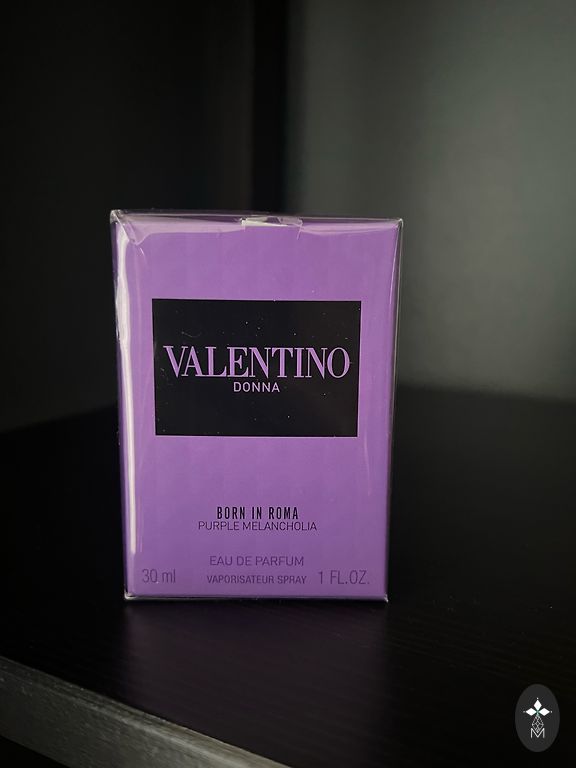 VALENTINO
DONNA
BORN IN ROMA
PURPLE MELANCHOLIA
EAU DE PARFUM
30 ml VAPORISATEUR SPRAY 1 FL.OZ.
M